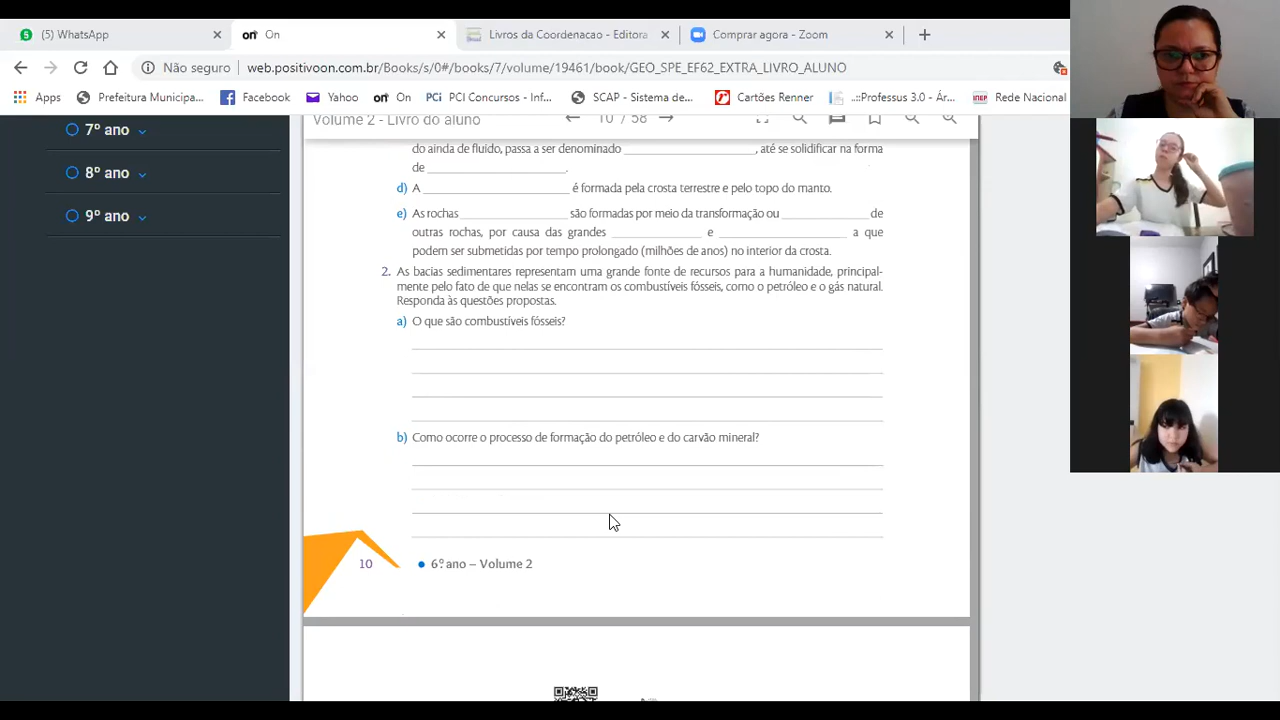 (5) WhatsApp
On
Livros da Coordenacao - Editora
Comprar agora - Zoom
Não seguro
web.positivoon.com.br/Books/s/0#/books/7/volume/19461/book/GEO_SPE_EF62_EXTRA_LIVRO_ALUNO
Apps
Prefeitura Municipa...
Facebook
Yahoo
On
PCI Concursos - Inf...
SCAP - Sistema de...
Cartões Renner
..::Professus 3.0 - Ár...
Rede Nacional
7º ano
8º ano
9º ano
Volume 2 - Livro do aluno
10 / 58
do ainda de fluido, passa a ser denominado ____, até se solidificar na forma
de ____.
d) A ____ é formada pela crosta terrestre e pelo topo do manto.
e) As rochas ____ são formadas por meio da transformação ou ____ de
outras rochas, por causa das grandes ____ e ____ a que
podem ser submetidas por tempo prolongado (milhões de anos) no interior da crosta.
2. As bacias sedimentares representam uma grande fonte de recursos para a humanidade, principal-
mente pelo fato de que nelas se encontram os combustíveis fósseis, como o petróleo e o gás natural.
Responda às questões propostas.
a) O que são combustíveis fósseis?
b) Como ocorre o processo de formação do petróleo e do carvão mineral?
10
6º ano – Volume 2